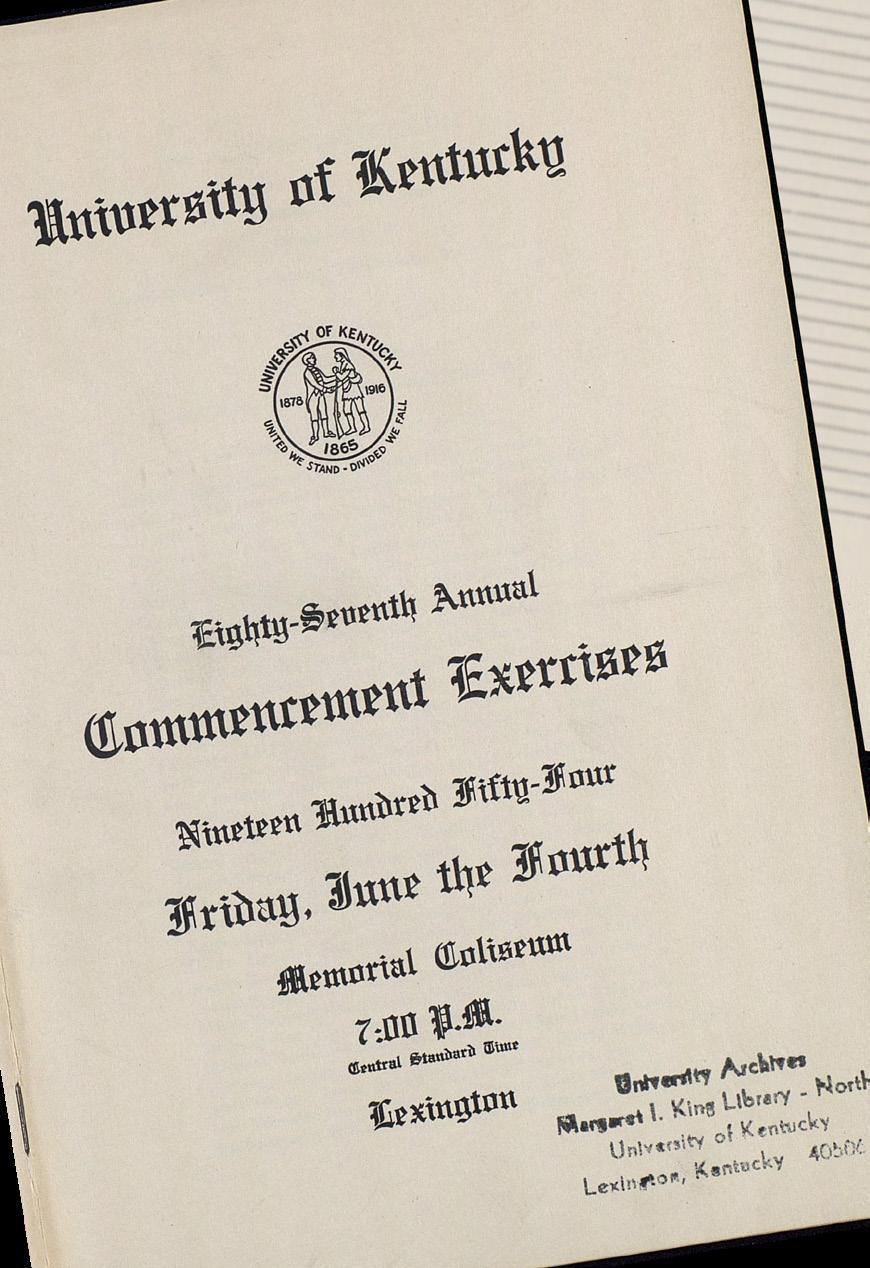 University of Kentucky
UNIVERSITY OF KENTUCKY
1878 1916
1865
UNITED WE STAND - DIVIDED WE FALL
Eighty-Seventh Annual
Commencement Exercises
Nineteen Hundred Fifty-Four
Friday, June the Fourth
Memorial Coliseum
7:00 P.M.
Central Standard Time
Lexington
University Archives
Margaret I. King Library - North
University of Kentucky
Lexington, Kentucky 40506